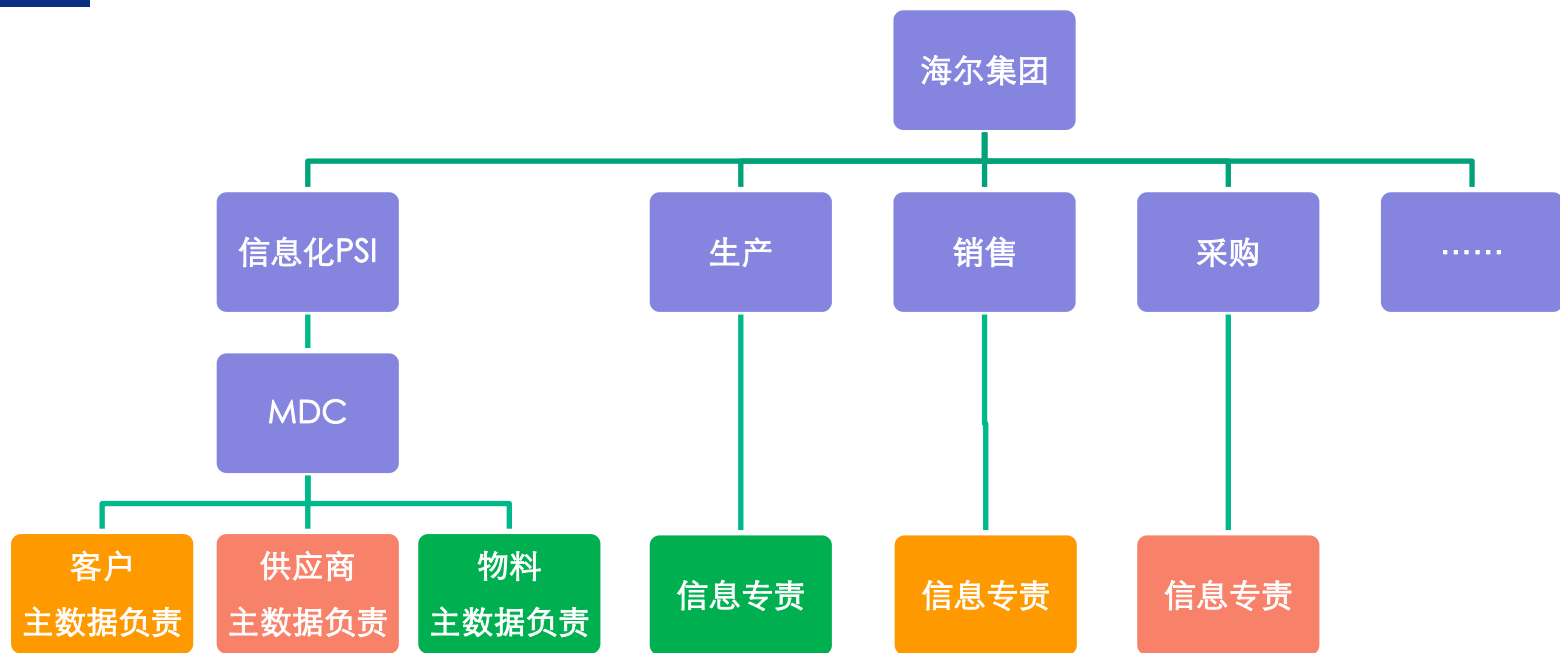 海尔集团
信息化PSI
生产
销售
采购
……
MDC
客户
主数据负责
供应商
主数据负责
物料
主数据负责
信息专责
信息专责
信息专责